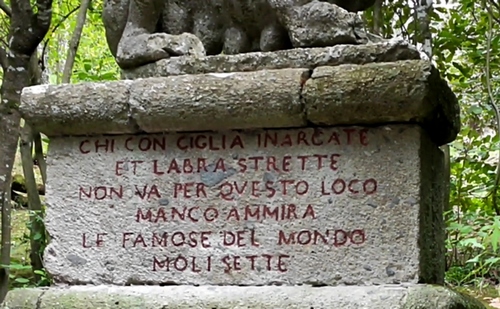 CHI CON CIGLIA INARCATE
ET LABRA STRETTE
NON VA PER QVESTO LOCO
MANCO AMMIRA
LE FAMOSE DEL MONDO
MOLI SETTE